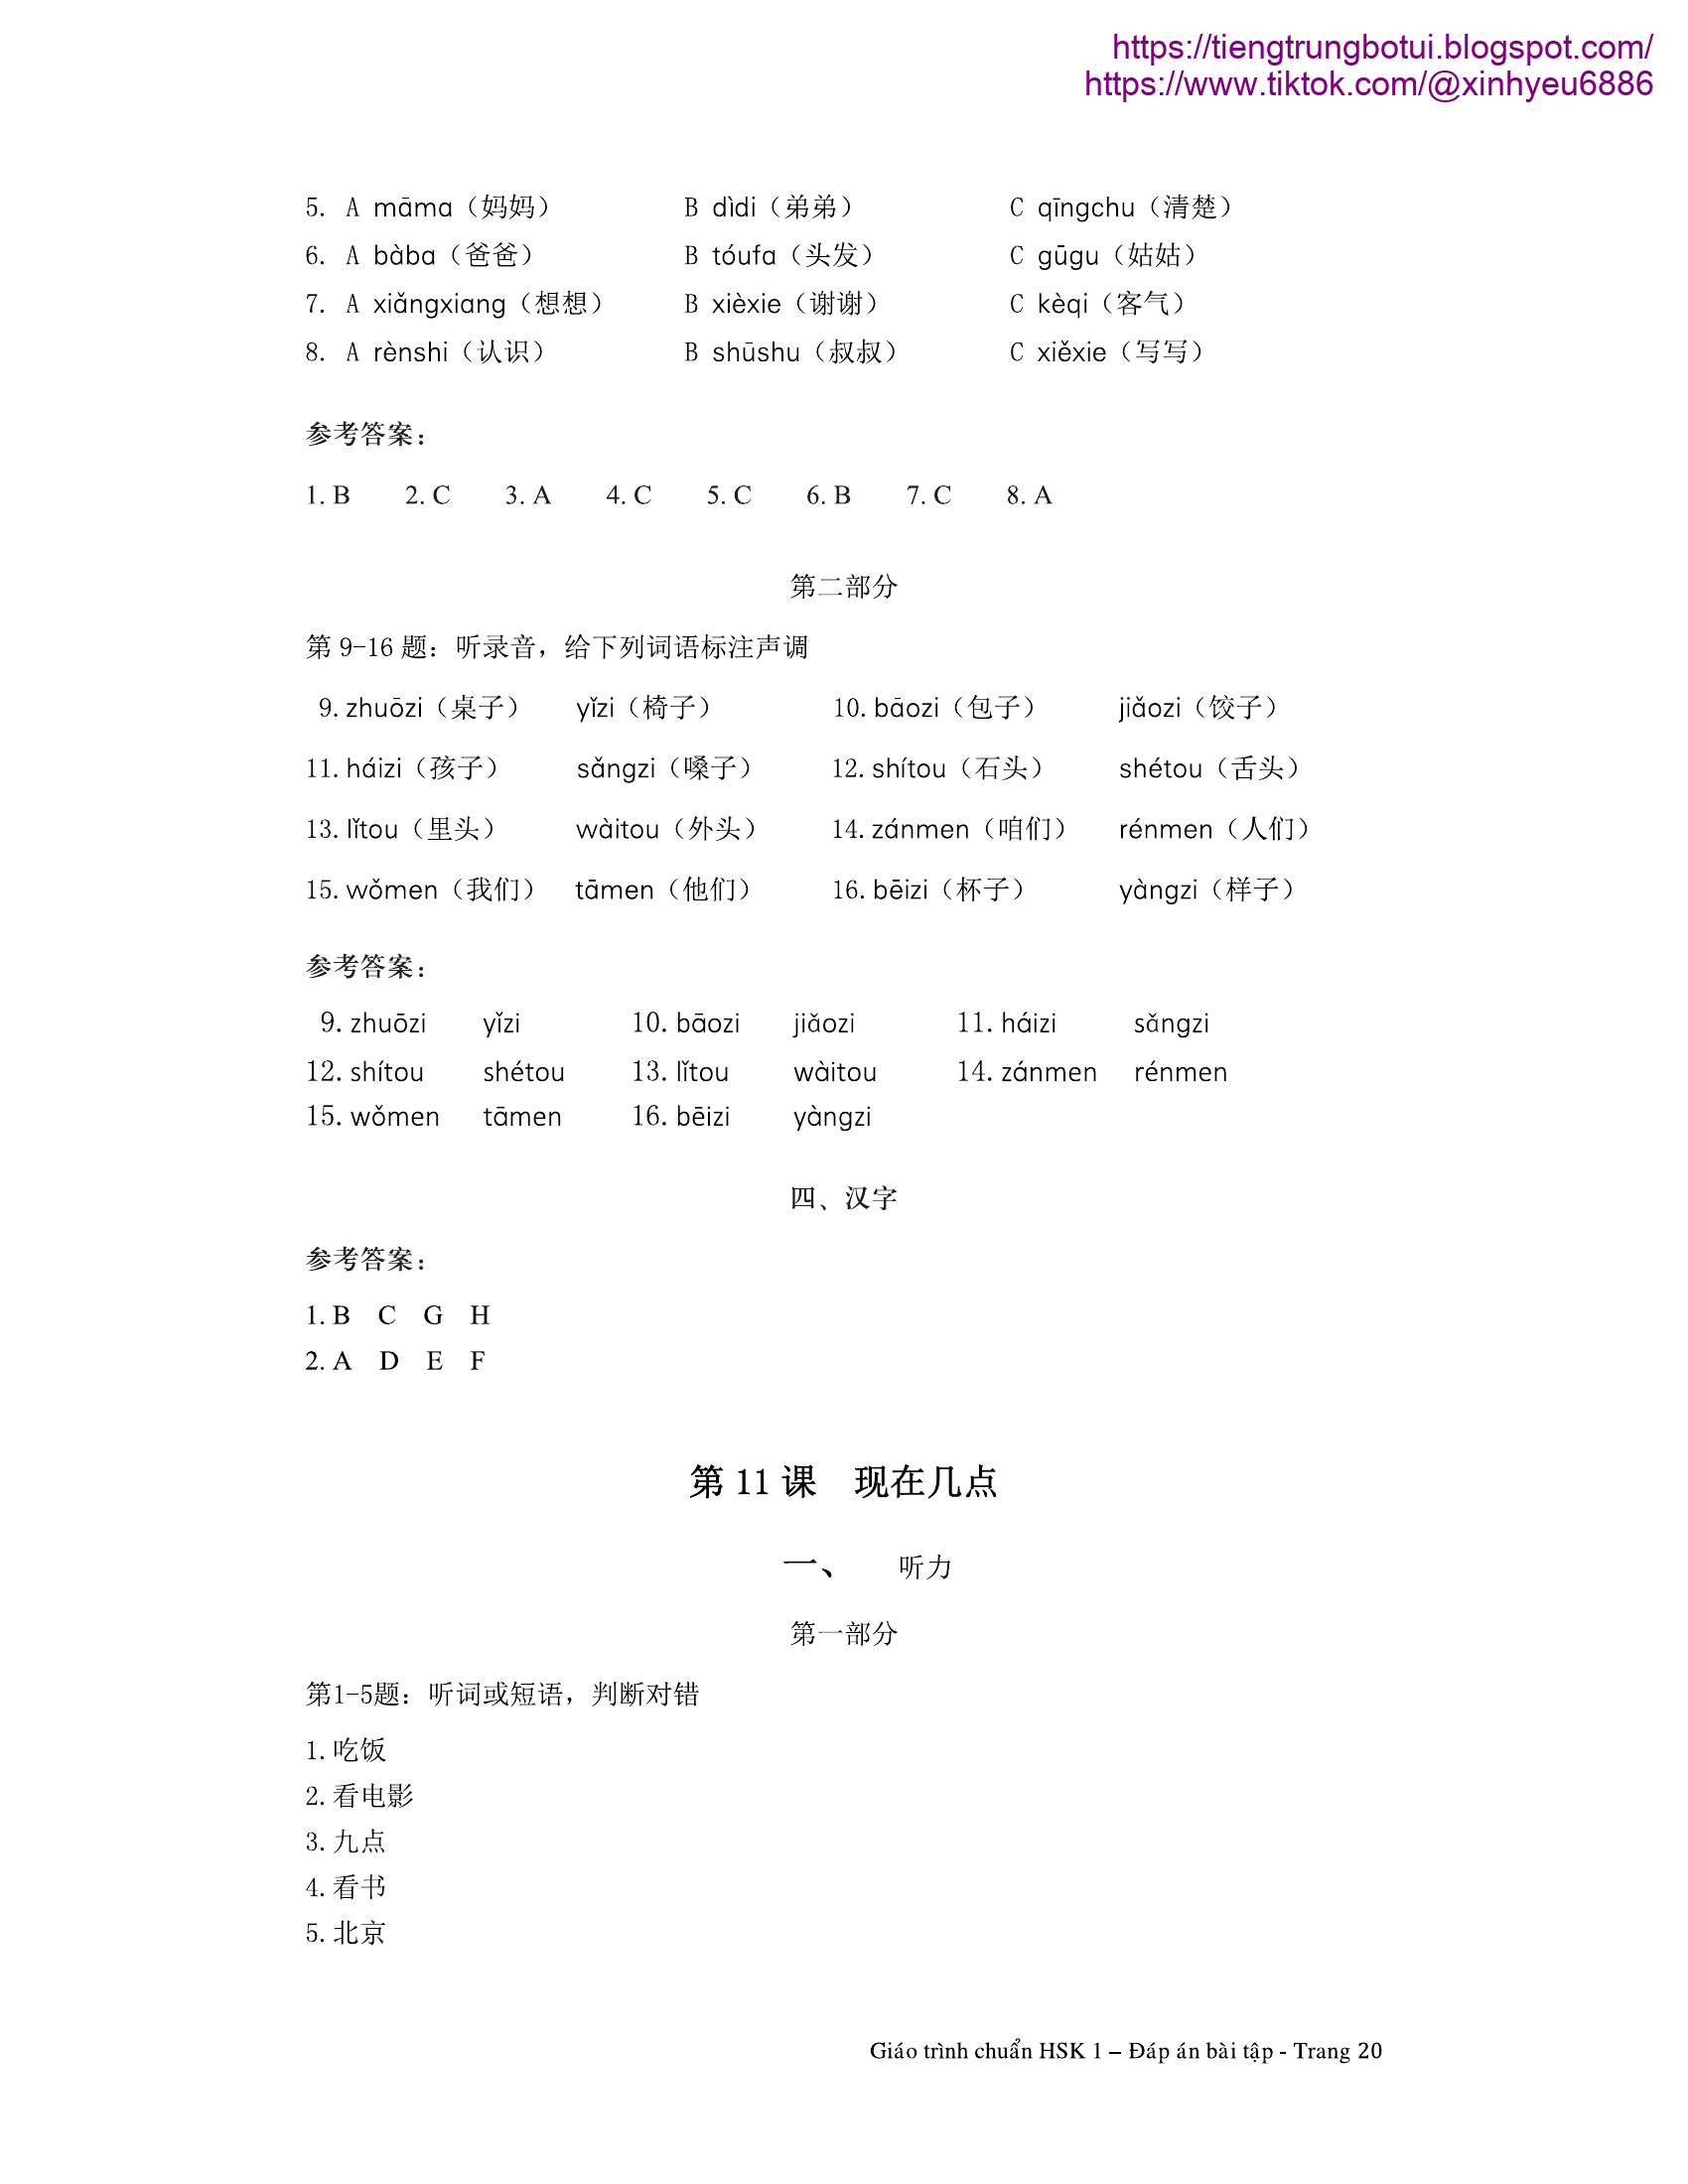 https://tiengtrungbotui.blogspot.com/
https://www.tiktok.com/@xinhyeu6886
5. A māma（妈妈） B dìdi（弟弟） C qīngchu（清楚）
6. A bàba（爸爸） B tóufa（头发） C gūgu（姑姑）
7. A xiǎngxiang（想想） B xièxie（谢谢） C kèqi（客气）
8. A rènshi（认识） B shūshu（叔叔） C xiěxie（写写）
参考答案：
1. B 2. C 3. A 4. C 5. C 6. B 7. C 8. A
第二部分
第 9-16 题：听录音，给下列词语标注声调
9. zhuōzi（桌子） yǐzi（椅子） 10. bāozi（包子） jiǎozi（饺子）
11. háizi（孩子） sǎngzi（嗓子） 12. shítou（石头） shétou（舌头）
13. lǐtou（里头） wàitou（外头） 14. zánmen（咱们） rénmen（人们）
15. wǒmen（我们） tāmen（他们） 16. bēizi（杯子） yàngzi（样子）
参考答案：
9. zhuōzi yǐzi 10. bāozi jiǎozi 11. háizi sǎngzi
12. shítou shétou 13. lǐtou wàitou 14. zánmen rénmen
15. wǒmen tāmen 16. bēizi yàngzi
四、汉字
参考答案：
1. B C G H
2. A D E F
第 11 课 现在几点
一、 听力
第一部分
第1-5题：听词或短语，判断对错
1. 吃饭
2. 看电影
3. 九点
4. 看书
5. 北京
Giáo trình chuẩn HSK 1 – Đáp án bài tập - Trang 20